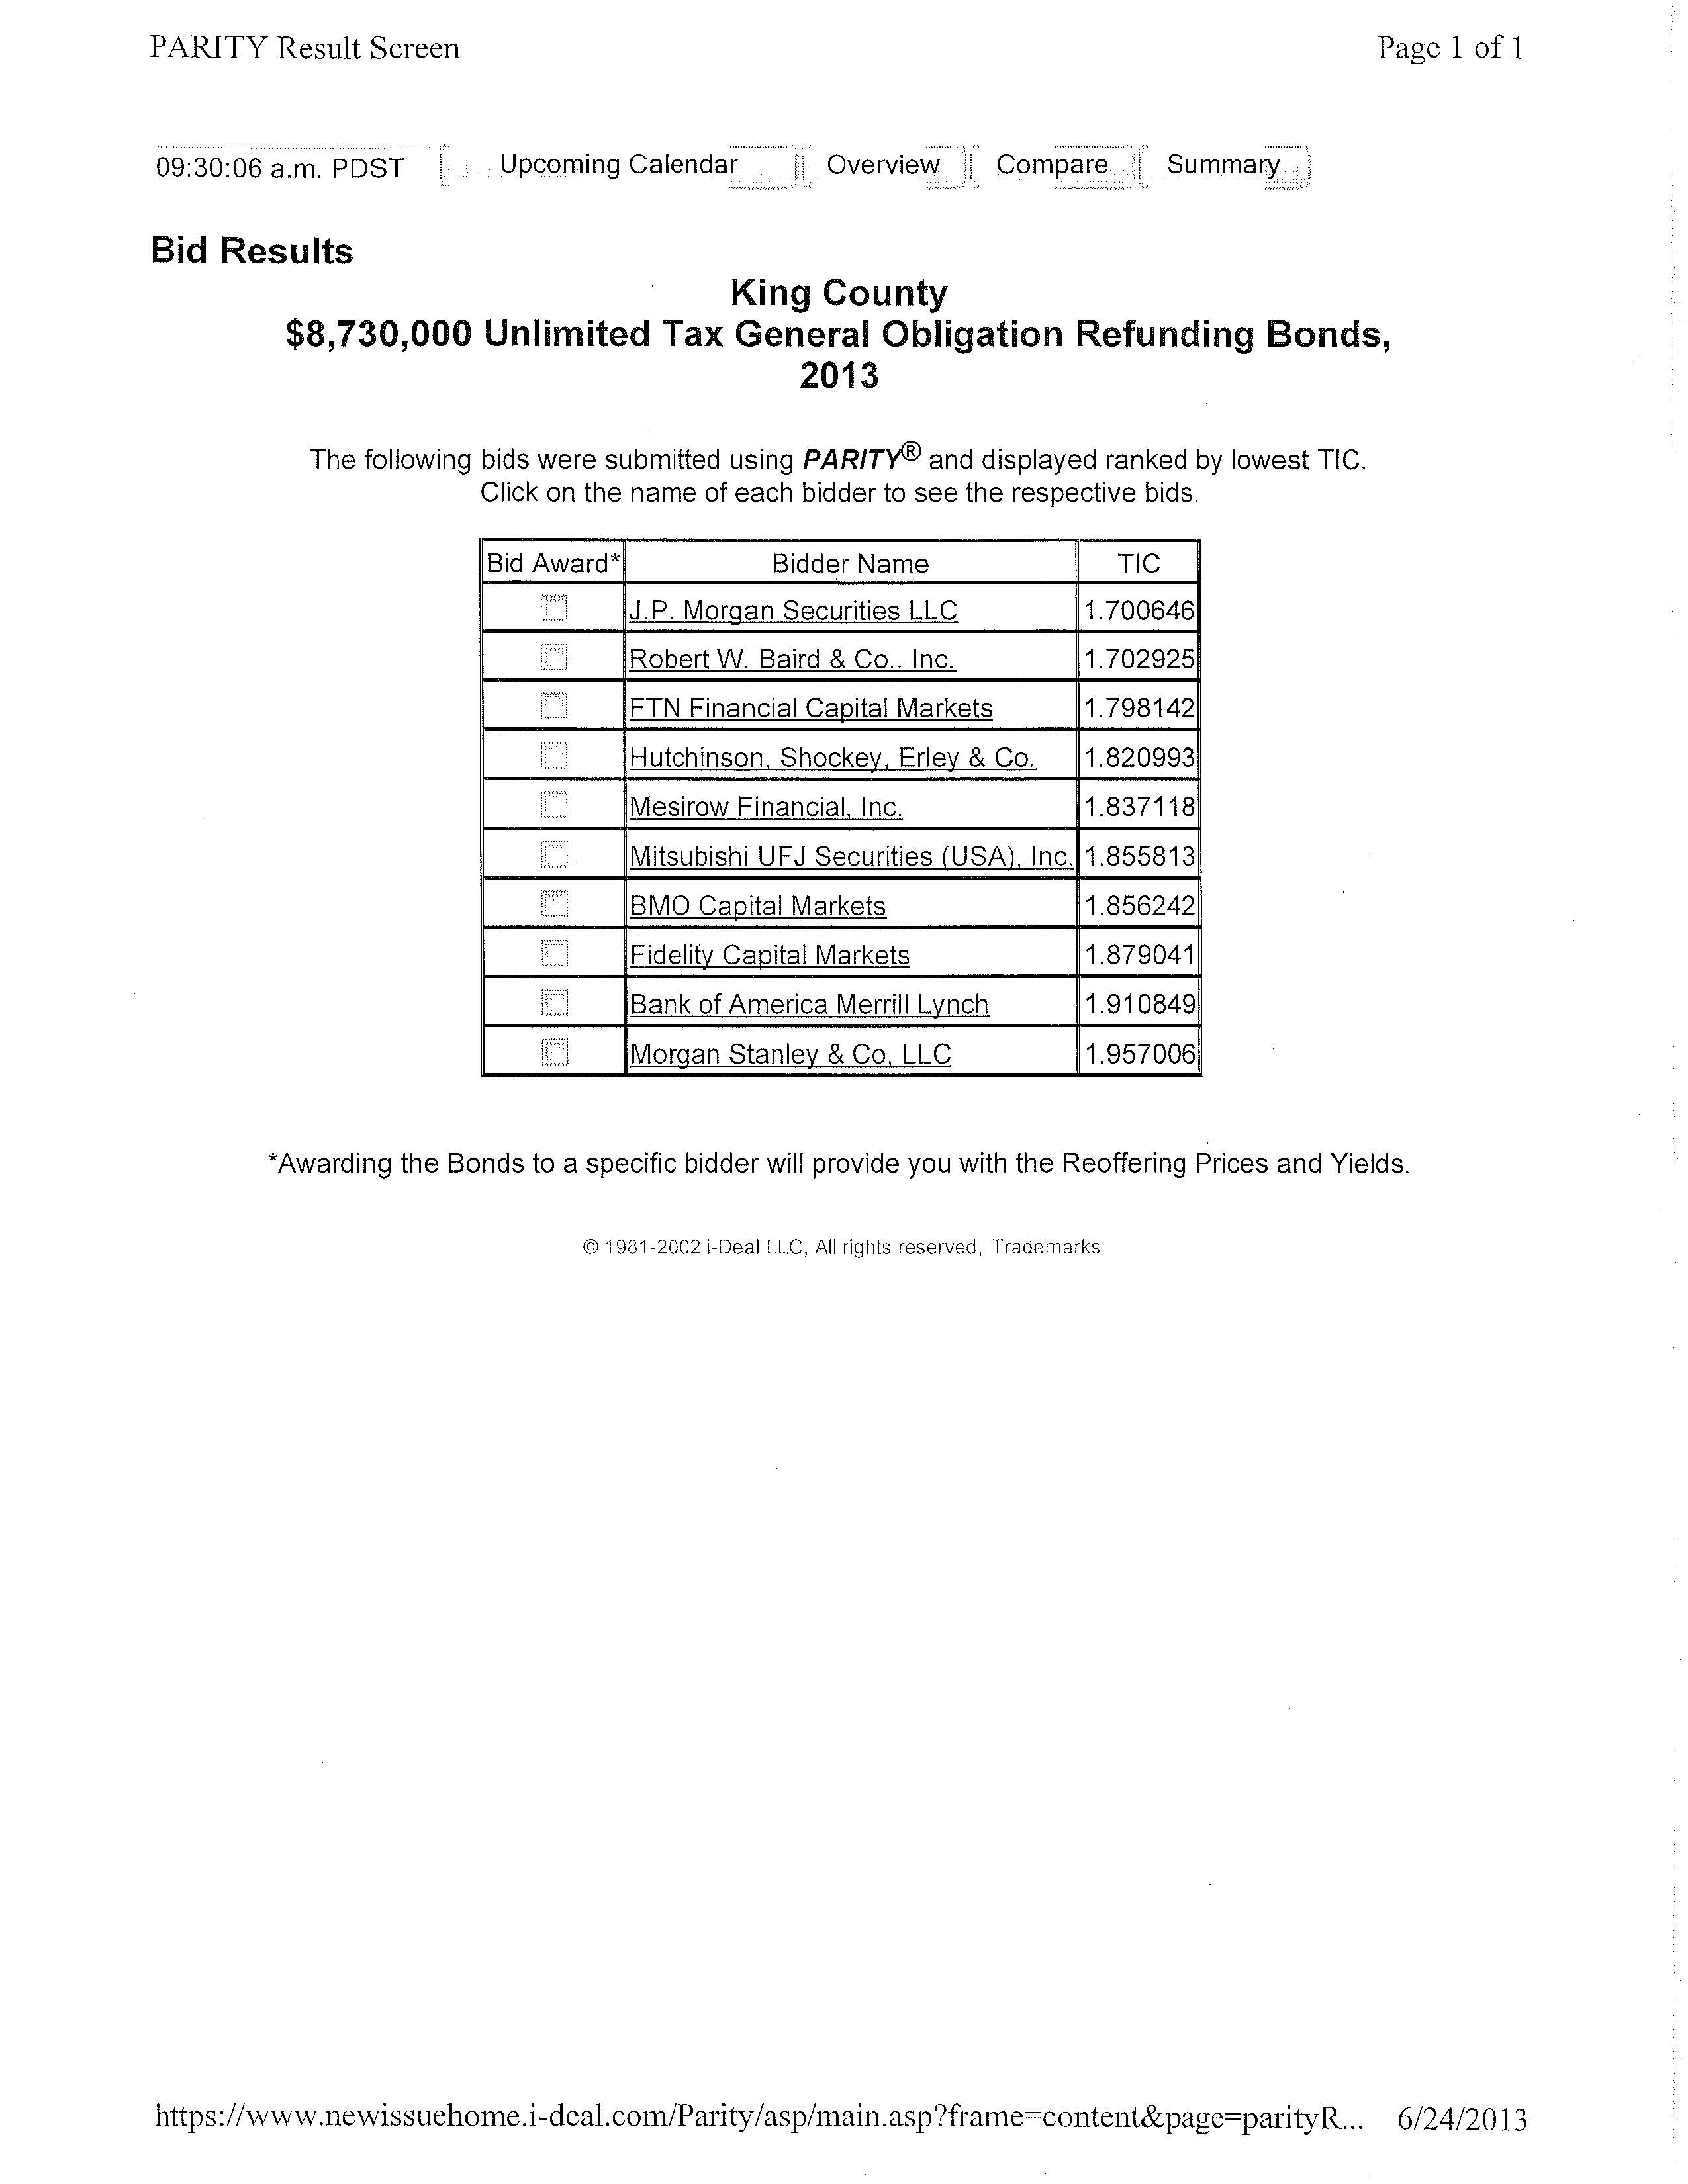 PARITY Result Screen
Page 1 of 1
09:30:06 a.m. PDST Upcoming Calendar Overview Compare Summary
Bid Results
King County
$8,730,000 Unlimited Tax General Obligation Refunding Bonds,
2013
The following bids were submitted using PARITY® and displayed ranked by lowest TIC.
Click on the name of each bidder to see the respective bids.
Bid Award* Bidder Name TIC
J.P. Morgan Securities LLC 1.700646
Robert W. Baird & Co., Inc. 1.702925
FTN Financial Capital Markets 1.798142
Hutchinson, Shockey, Erley & Co. 1.820993
Mesirow Financial, Inc. 1.837118
Mitsubishi UFJ Securities (USA), Inc. 1.855813
BMO Capital Markets 1.856242
Fidelity Capital Markets 1.879041
Bank of America Merrill Lynch 1.910849
Morgan Stanley & Co, LLC 1.957006
*Awarding the Bonds to a specific bidder will provide you with the Reoffering Prices and Yields.
© 1981-2002 i-Deal LLC, All rights reserved, Trademarks
https://www.newissuehome.i-deal.com/Parity/asp/main.asp?frame=content&page=parityR... 6/24/2013